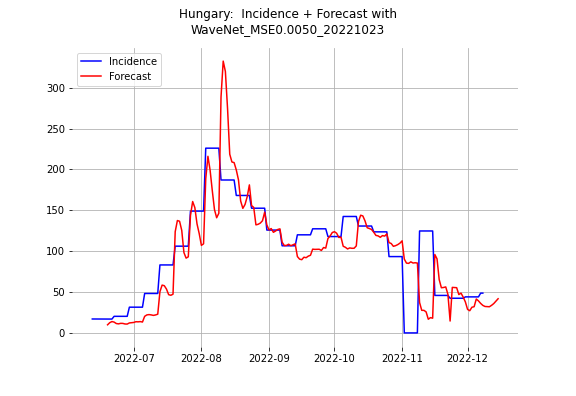 Hungary:  Incidence + Forecast with
WaveNet_MSE0.0050_20221023
Incidence
Forecast
300
250
200
150
100
50
0
2022-07 2022-08 2022-09 2022-10 2022-11 2022-12